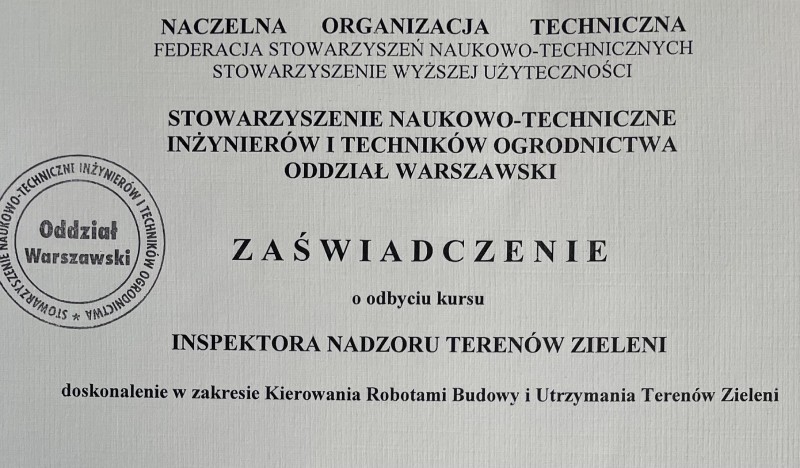 NACZELNA ORGANIZACJA TECHNICZNA
FEDERACJA STOWARZYSZEŃ NAUKOWO-TECHNICZNYCH
STOWARZYSZENIE WYŻSZEJ UŻYTECZNOŚCI
STOWARZYSZENIE NAUKOWO-TECHNICZNE
INŻYNIERÓW I TECHNIKÓW OGRODNICTWA
ODDZIAŁ WARSZAWSKI
STOWARZYSZENIE NAUKOWO-TECHNICZNE INŻYNIERÓW I TECHNIKÓW OGRODNICTWA *
Oddział
Warszawski
ZAŚWIADCZENIE
o odbyciu kursu
INSPEKTORA NADZORU TERENÓW ZIELENI
doskonalenie w zakresie Kierowania Robotami Budowy i Utrzymania Terenów Zieleni